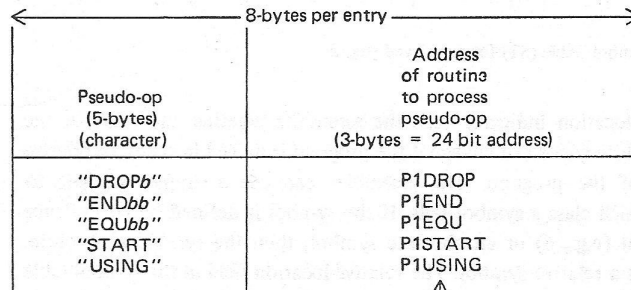 8-bytes per entry
Pseudo-op
(5-bytes)
(character)
Address
of routine
to process
pseudo-op
(3-bytes = 24 bit address)
"DROPb" P1DROP
"ENDbb" P1END
"EQUbb" P1EQU
"START" P1START
"USING" P1USING